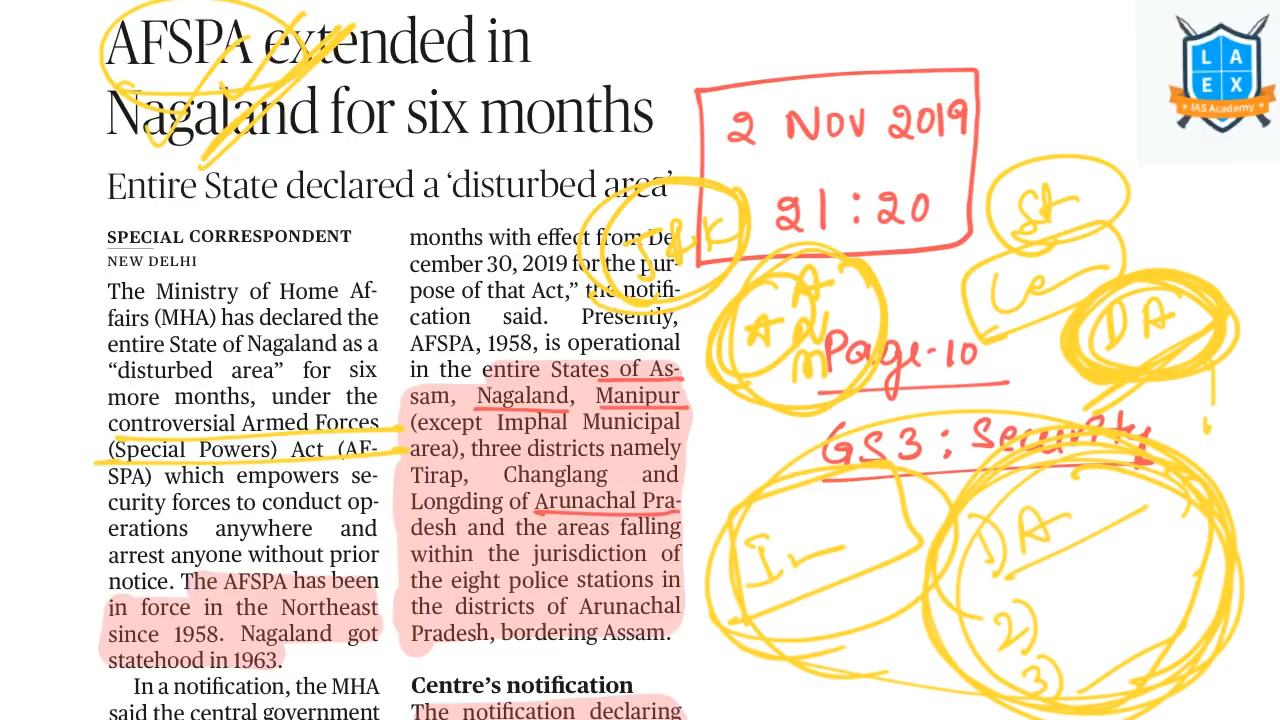 AFSPA extended in
Nagaland for six months
Entire State declared a ‘disturbed area’
SPECIAL CORRESPONDENT
NEW DELHI
The Ministry of Home Af-
fairs (MHA) has declared the
entire State of Nagaland as a
“disturbed area” for six
more months, under the
controversial Armed Forces
(Special Powers) Act (AF-
SPA) which empowers se-
curity forces to conduct op-
erations anywhere and
arrest anyone without prior
notice. The AFSPA has been
in force in the Northeast
since 1958. Nagaland got
statehood in 1963.
In a notification, the MHA
said the central government
months with effect from De-
cember 30, 2019 for the pur-
pose of that Act,” the notifi-
cation said. Presently,
AFSPA, 1958, is operational
in the entire States of As-
sam, Nagaland, Manipur
(except Imphal Municipal
area), three districts namely
Tirap, Changlang and
Longding of Arunachal Pra-
desh and the areas falling
within the jurisdiction of
the eight police stations in
the districts of Arunachal
Pradesh, bordering Assam.
Centre’s notification
The notification declaring
J&K
2 NOV 2019
21:20
St
Ce
DA
A
A
N
m
Page-10
GS3: Security
1) DA
2)
3)
L A
E X
IAS Academy